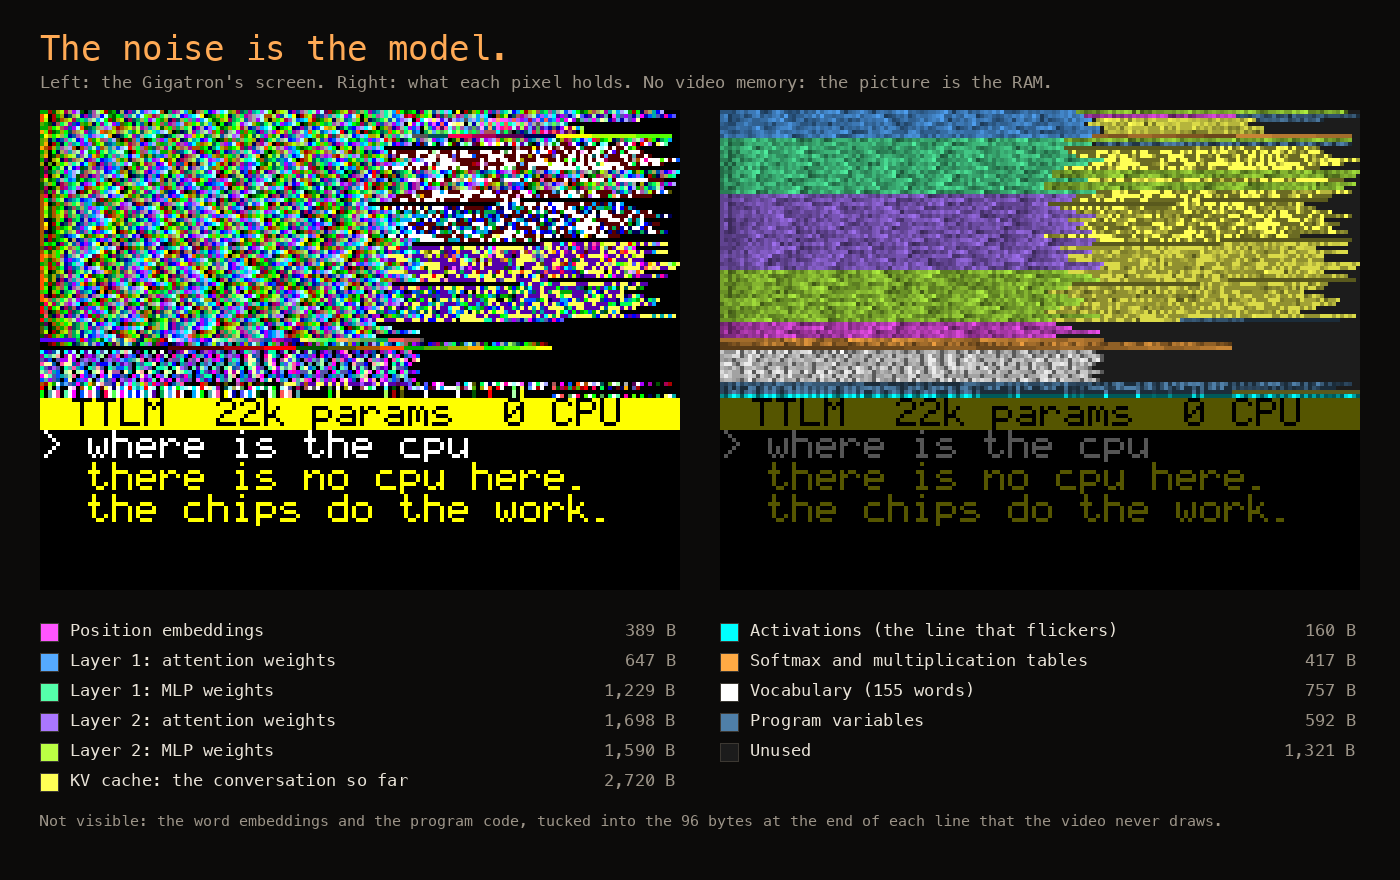 The noise is the model.
Left: the Gigatron's screen. Right: what each pixel holds. No video memory: the picture is the RAM.
TTLM 22k params 0 CPU
> where is the cpu
there is no cpu here.
the chips do the work.
TTLM 22k params 0 CPU
> where is the cpu
there is no cpu here.
the chips do the work.
Position embeddings 389 B
Layer 1: attention weights 647 B
Layer 1: MLP weights 1,229 B
Layer 2: attention weights 1,698 B
Layer 2: MLP weights 1,590 B
KV cache: the conversation so far 2,720 B
Activations (the line that flickers) 160 B
Softmax and multiplication tables 417 B
Vocabulary (155 words) 757 B
Program variables 592 B
Unused 1,321 B
Not visible: the word embeddings and the program code, tucked into the 96 bytes at the end of each line that the video never draws.